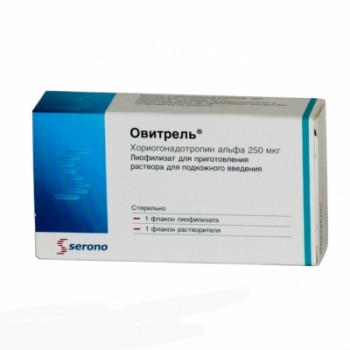 Овитрель®
Хориогонадотропин альфа 250 мкг
Лиофилизат для приготовления
раствора для подкожного введения
Стерильно
1 флакон лиофилизата
1 флакон растворителя
serono